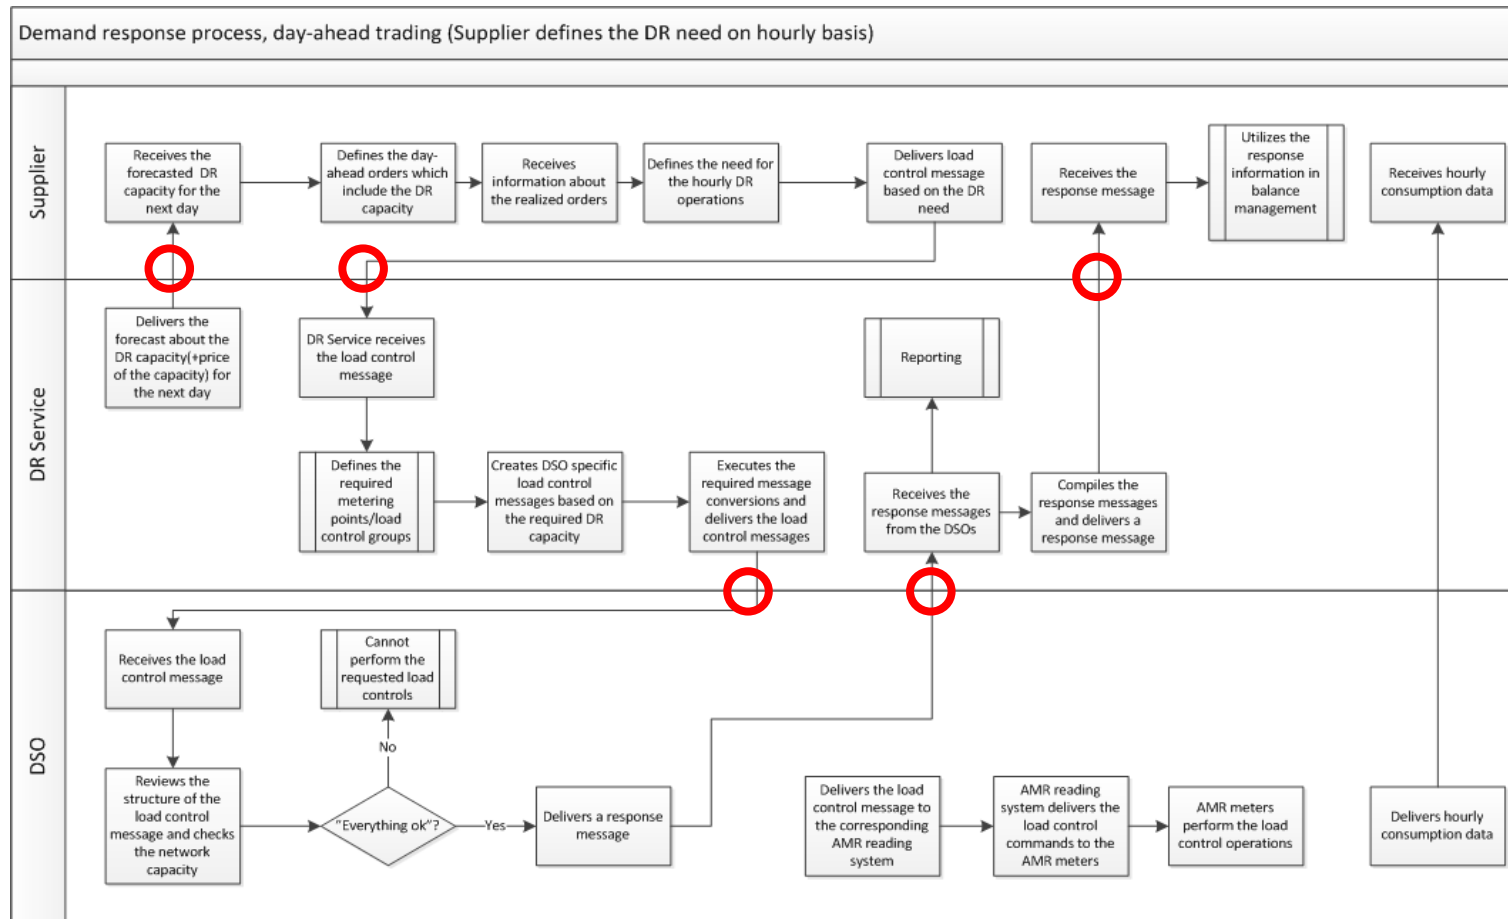 Demand response process, day-ahead trading (Supplier defines the DR need on hourly basis)
Supplier
Receives the
forecasted DR
capacity for the
next day
Defines the day-
ahead orders which
include the DR
capacity
Receives
information about
the realized orders
Defines the need for
the hourly DR
operations
Delivers load
control message
based on the DR
need
Receives the
response message
Utilizes the
response
information in
balance
management
Receives hourly
consumption data
DR Service
Delivers the
forecast about the
DR capacity(+price
of the capacity) for
the next day
DR Service receives
the load control
message
Reporting
Defines the
required
metering
points/load
control groups
Creates DSO specific
load control
messages based on
the required DR
capacity
Executes the
required message
conversions and
delivers the load
control messages
Receives the
response messages
from the DSOs
Compiles the
response messages
and delivers a
response message
DSO
Receives the load
control message
Cannot
perform the
requested load
controls
No
Reviews the
structure of the
load control
message and checks
the network
capacity
"Everything ok"?
Yes
Delivers a response
message
Delivers the load
control message to
the corresponding
AMR reading
system
AMR reading
system delivers the
load control
commands to the
AMR meters
AMR meters
perform the load
control operations
Delivers hourly
consumption data